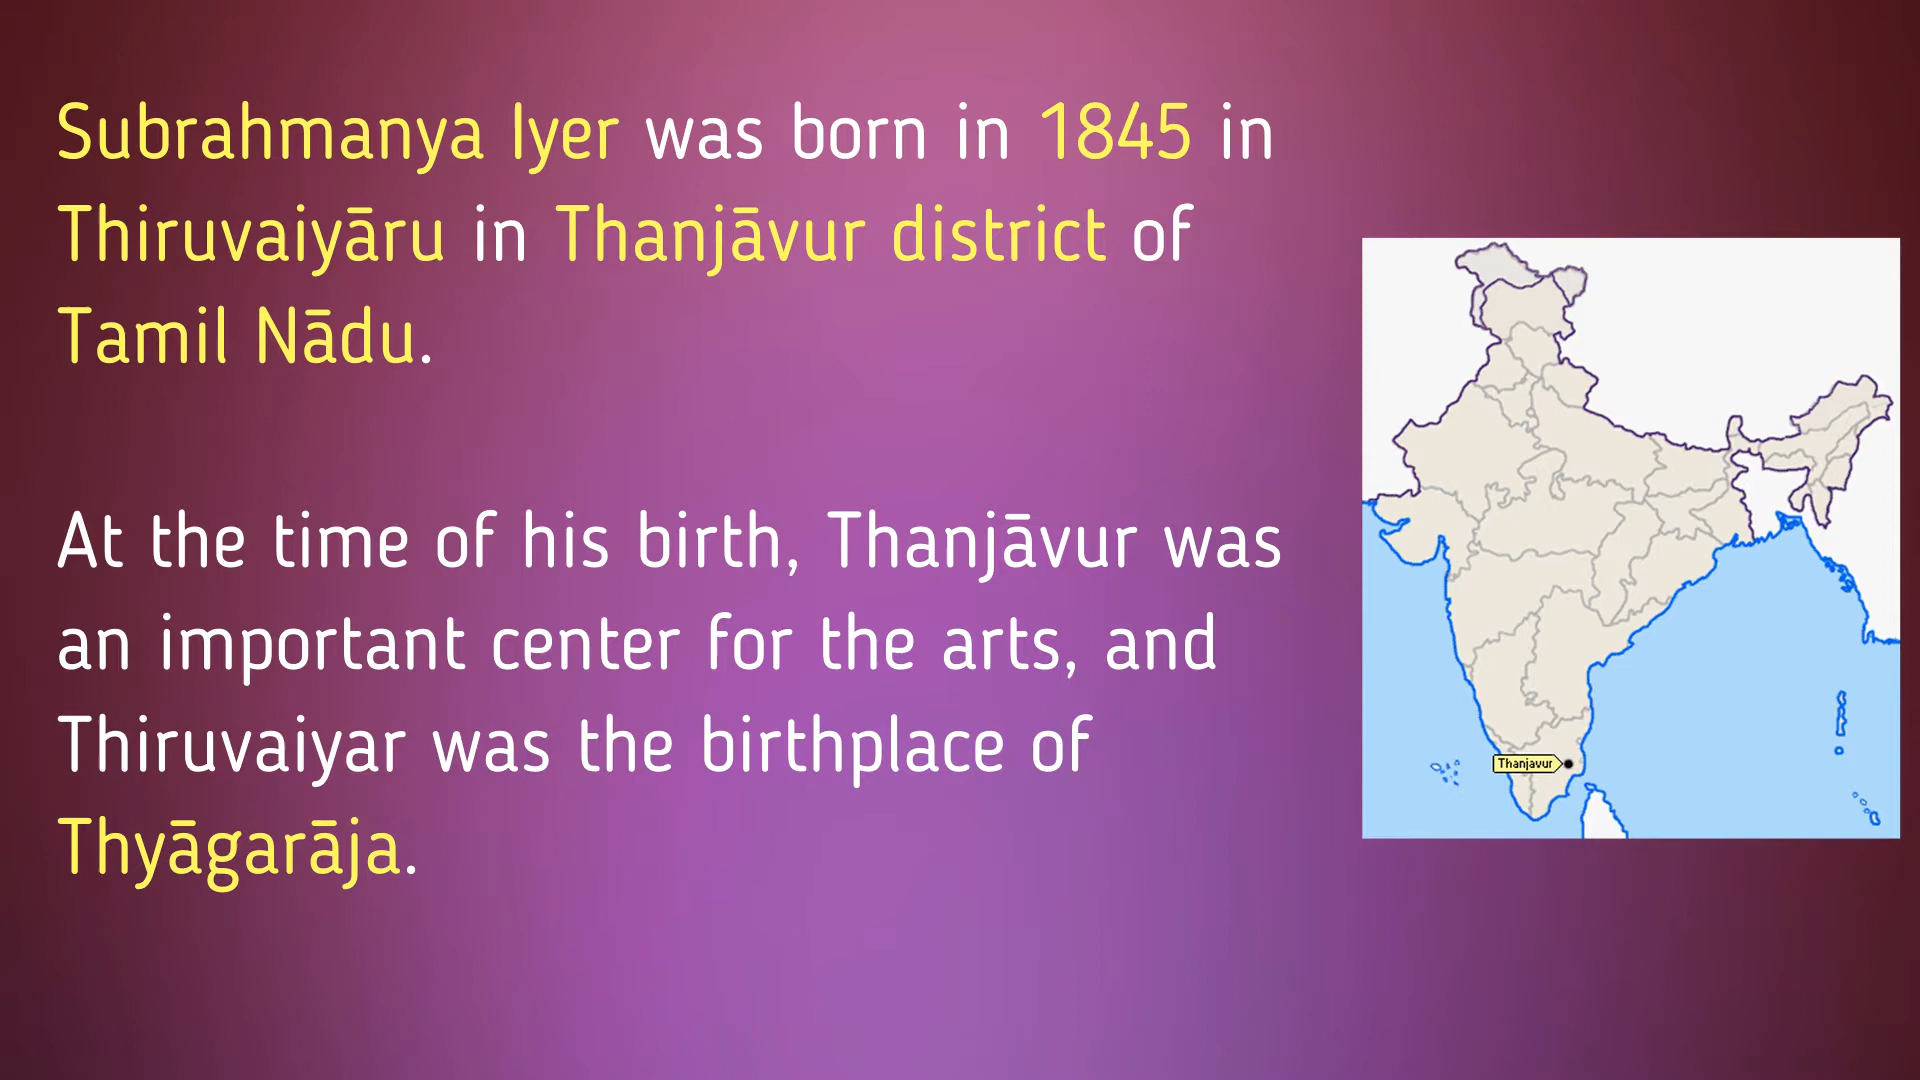 Subrahmanya Iyer was born in 1845 in
Thiruvaiyāru in Thanjāvur district of
Tamil Nādu.
At the time of his birth, Thanjāvur was
an important center for the arts, and
Thiruvaiyar was the birthplace of
Thyāgarāja.
Thanjavur